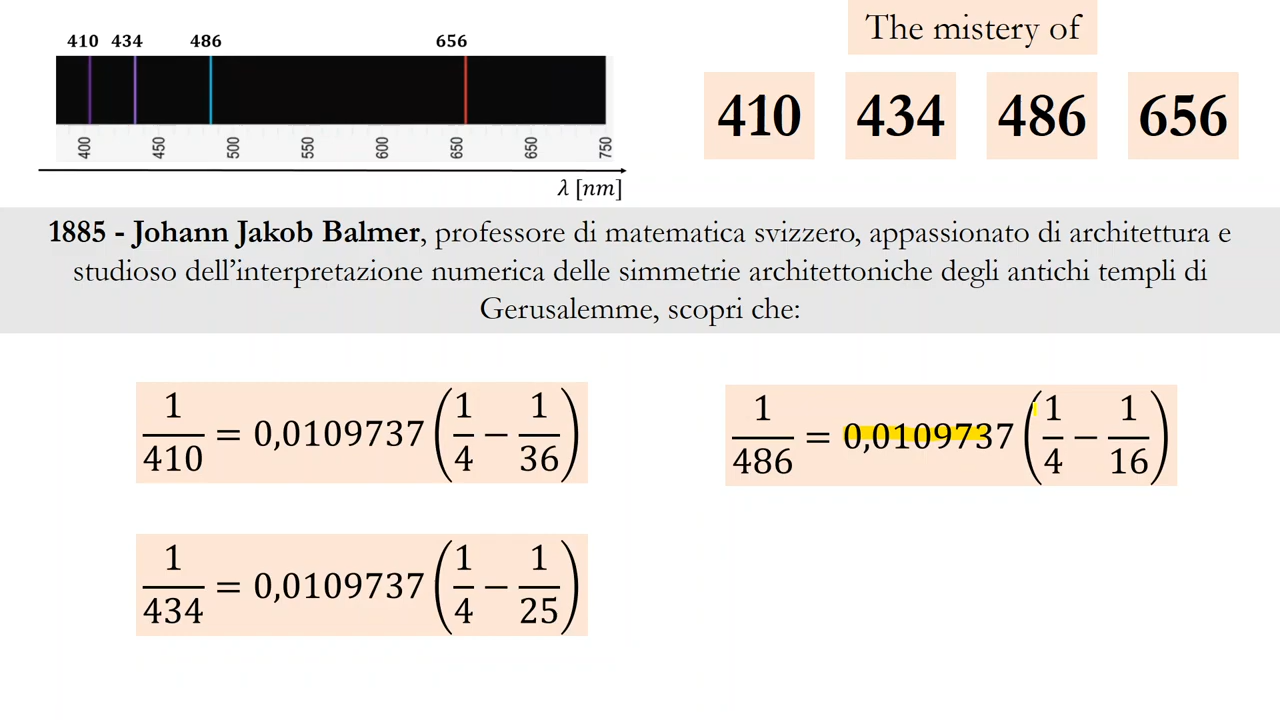 410 434 486 656
400 450 500 550 600 650 650 750
λ [nm]
The mistery of
410 434 486 656
1885 - Johann Jakob Balmer, professore di matematica svizzero, appassionato di architettura e
studioso dell’interpretazione numerica delle simmetrie architettoniche degli antichi templi di
Gerusalemme, scopri che:
1/410 = 0,0109737 (1/4 − 1/36)
1/486 = 0,0109737 (1/4 − 1/16)
1/434 = 0,0109737 (1/4 − 1/25)